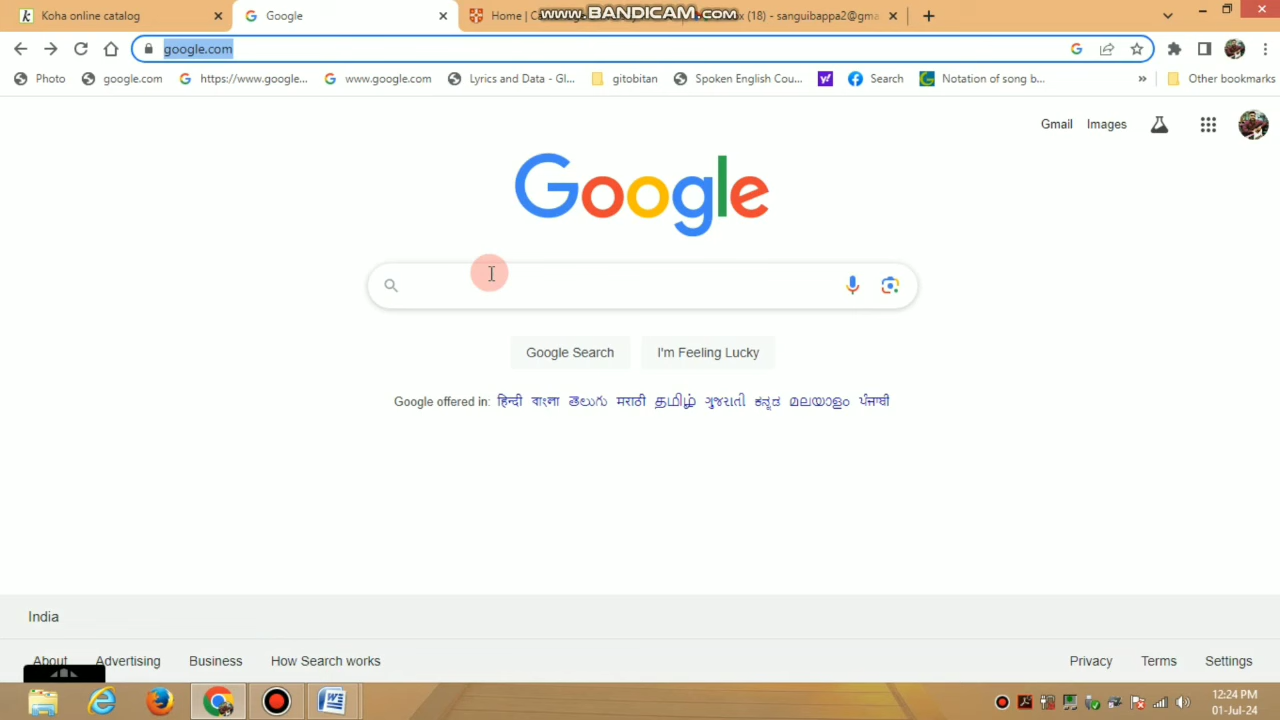 Koha online catalog
Google
Home | C
www.BANDICAM.com
x (18) - sanguibappa2@gma
google.com
Photo
google.com
https://www.google...
www.google.com
Lyrics and Data - Gl...
gitobitan
Spoken English Cou...
Search
Notation of song b...
»
Other bookmarks
Gmail
Images
Google
Google Search
I'm Feeling Lucky
Google offered in: हिन्दी বাংলা తెలుగు मराठी தமிழ் ગુજરાતી ಕನ್ನಡ മലയാളം ਪੰਜਾਬੀ
India
About
Advertising
Business
How Search works
Privacy
Terms
Settings
12:24 PM
01-Jul-24